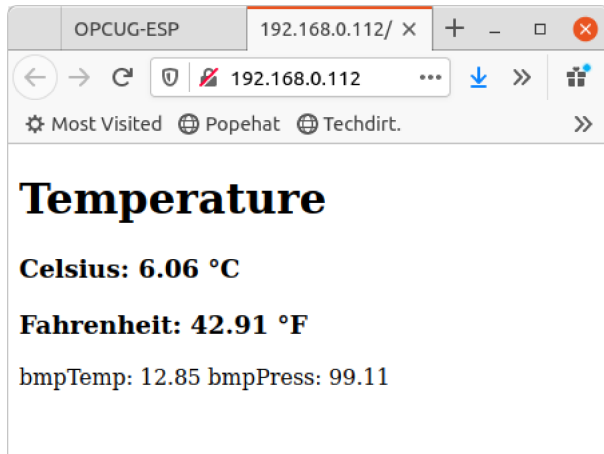 OPCUG-ESP 192.168.0.112/
192.168.0.112
Most Visited Popehat Techdirt.
Temperature
Celsius: 6.06 °C
Fahrenheit: 42.91 °F
bmpTemp: 12.85 bmpPress: 99.11